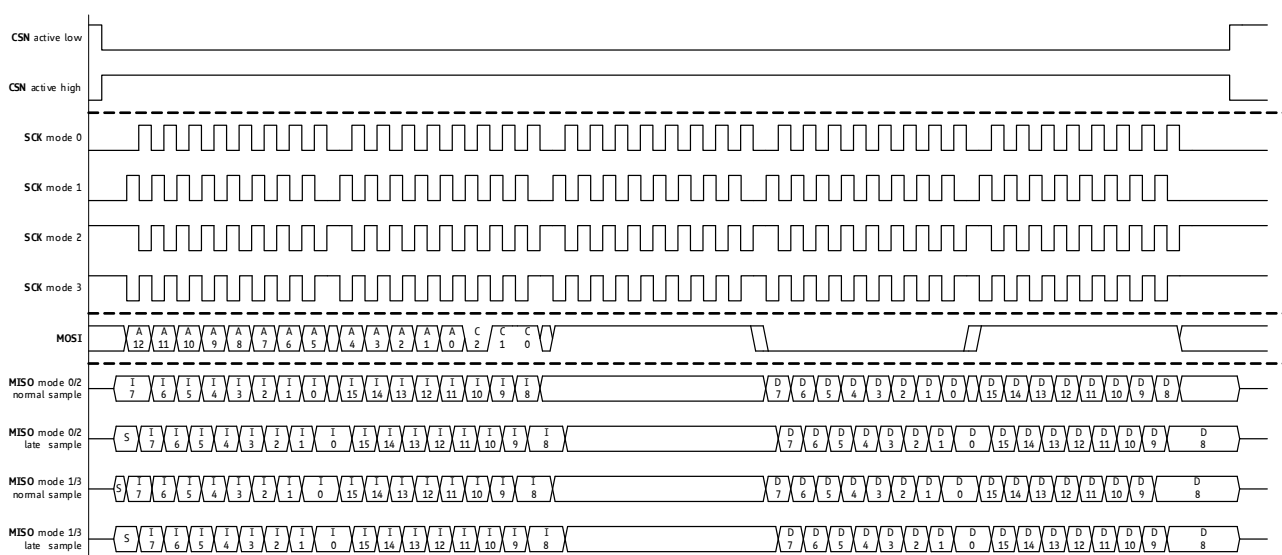 CSN active low
CSN active high
SCK mode 0
SCK mode 1
SCK mode 2
SCK mode 3
MOSI A 12 A 11 A 10 A 9 A 8 A 7 A 6 A 5 A 4 A 3 A 2 A 1 A 0 C 2 C 1 C 0
MISO mode 0/2 normal sample I 7 I 6 I 5 I 4 I 3 I 2 I 1 I 0 I 15 I 14 I 13 I 12 I 11 I 10 I 9 I 8 D 7 D 6 D 5 D 4 D 3 D 2 D 1 D 0 D 15 D 14 D 13 D 12 D 11 D 10 D 9 D 8
MISO mode 0/2 late sample S I 7 I 6 I 5 I 4 I 3 I 2 I 1 I 0 I 15 I 14 I 13 I 12 I 11 I 10 I 9 I 8 D 7 D 6 D 5 D 4 D 3 D 2 D 1 D 0 D 15 D 14 D 13 D 12 D 11 D 10 D 9 D 8
MISO mode 1/3 normal sample S I 7 I 6 I 5 I 4 I 3 I 2 I 1 I 0 I 15 I 14 I 13 I 12 I 11 I 10 I 9 I 8 D 7 D 6 D 5 D 4 D 3 D 2 D 1 D 0 D 15 D 14 D 13 D 12 D 11 D 10 D 9 D 8
MISO mode 1/3 late sample S I 7 I 6 I 5 I 4 I 3 I 2 I 1 I 0 I 15 I 14 I 13 I 12 I 11 I 10 I 9 I 8 D 7 D 6 D 5 D 4 D 3 D 2 D 1 D 0 D 15 D 14 D 13 D 12 D 11 D 10 D 9 D 8